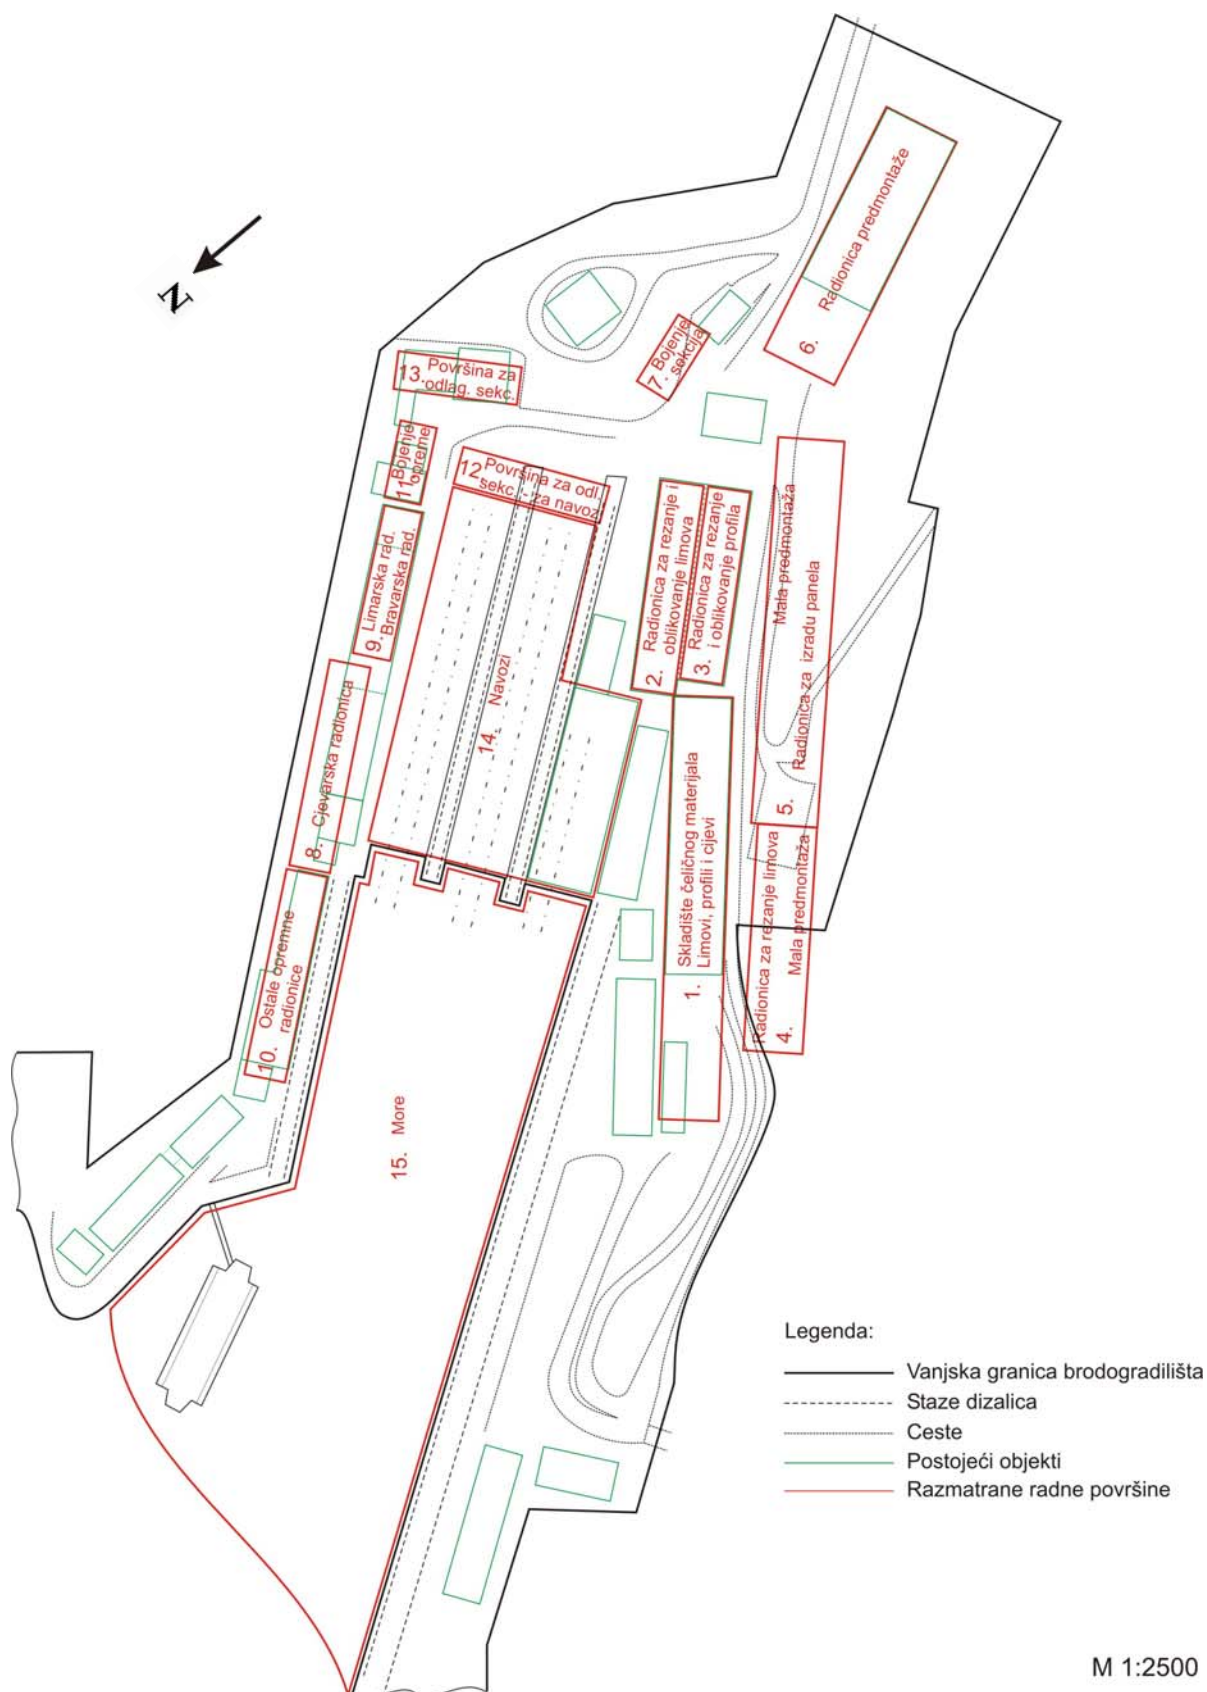 N
6. Radionica predmontaže
7. Bojenje
sekcija
13. Površina za
odlag. sekc.
11. Bojenje
opreme
12. Površina za odl.
sekc. - za navoz
2. Radionica za rezanje i
oblikovanje limova
3. Radionica za rezanje
i oblikovanje profila
Mala predmontaža
5. Radionica za izradu panela
9. Limarska rad.
Bravarska rad.
14. Navozi
8. Cjevarska radionica
1. Skladište čeličnog materijala
Limovi, profili i cijevi
Radionica za rezanje limova
4. Mala predmontaža
10. Ostale opremne
radionice
15. More
Legenda:
Vanjska granica brodogradilišta
Staze dizalica
Ceste
Postojeći objekti
Razmatrane radne površine
M 1:2500